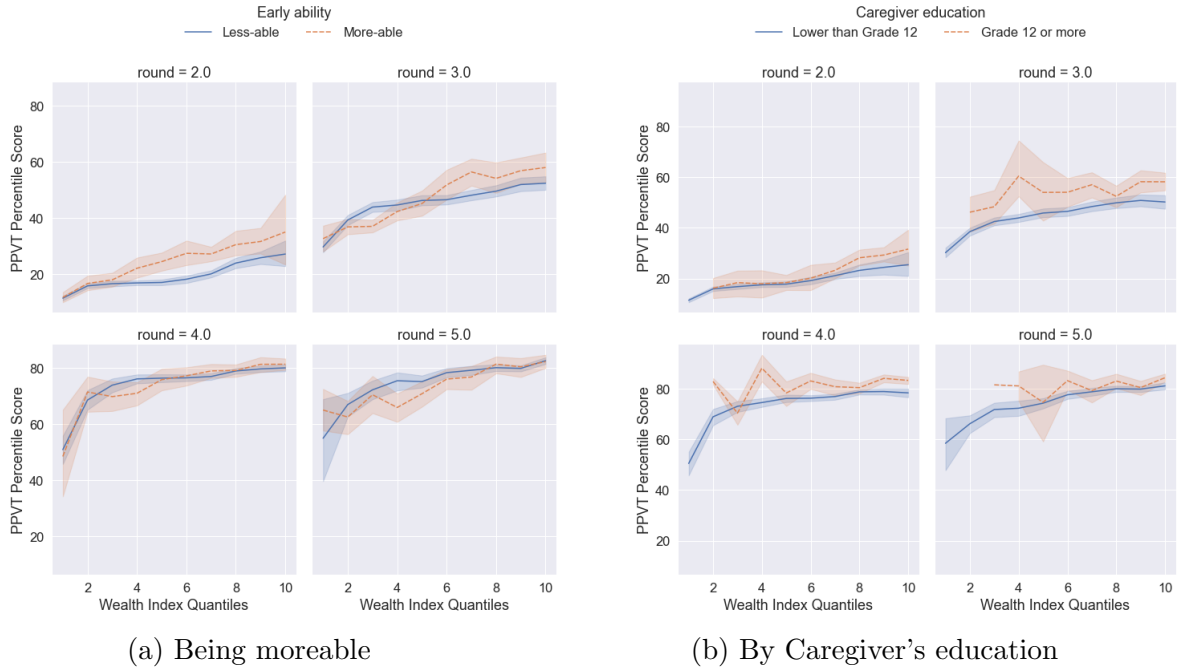 Early ability
Less-able More-able
round = 2.0 round = 3.0
80
60
40
20
PPVT Percentile Score
round = 4.0 round = 5.0
80
60
40
20
PPVT Percentile Score
2 4 6 8 10 2 4 6 8 10
Wealth Index Quantiles Wealth Index Quantiles
(a) Being moreable
Caregiver education
Lower than Grade 12 Grade 12 or more
round = 2.0 round = 3.0
80
60
40
20
PPVT Percentile Score
round = 4.0 round = 5.0
80
60
40
20
PPVT Percentile Score
2 4 6 8 10 2 4 6 8 10
Wealth Index Quantiles Wealth Index Quantiles
(b) By Caregiver's education